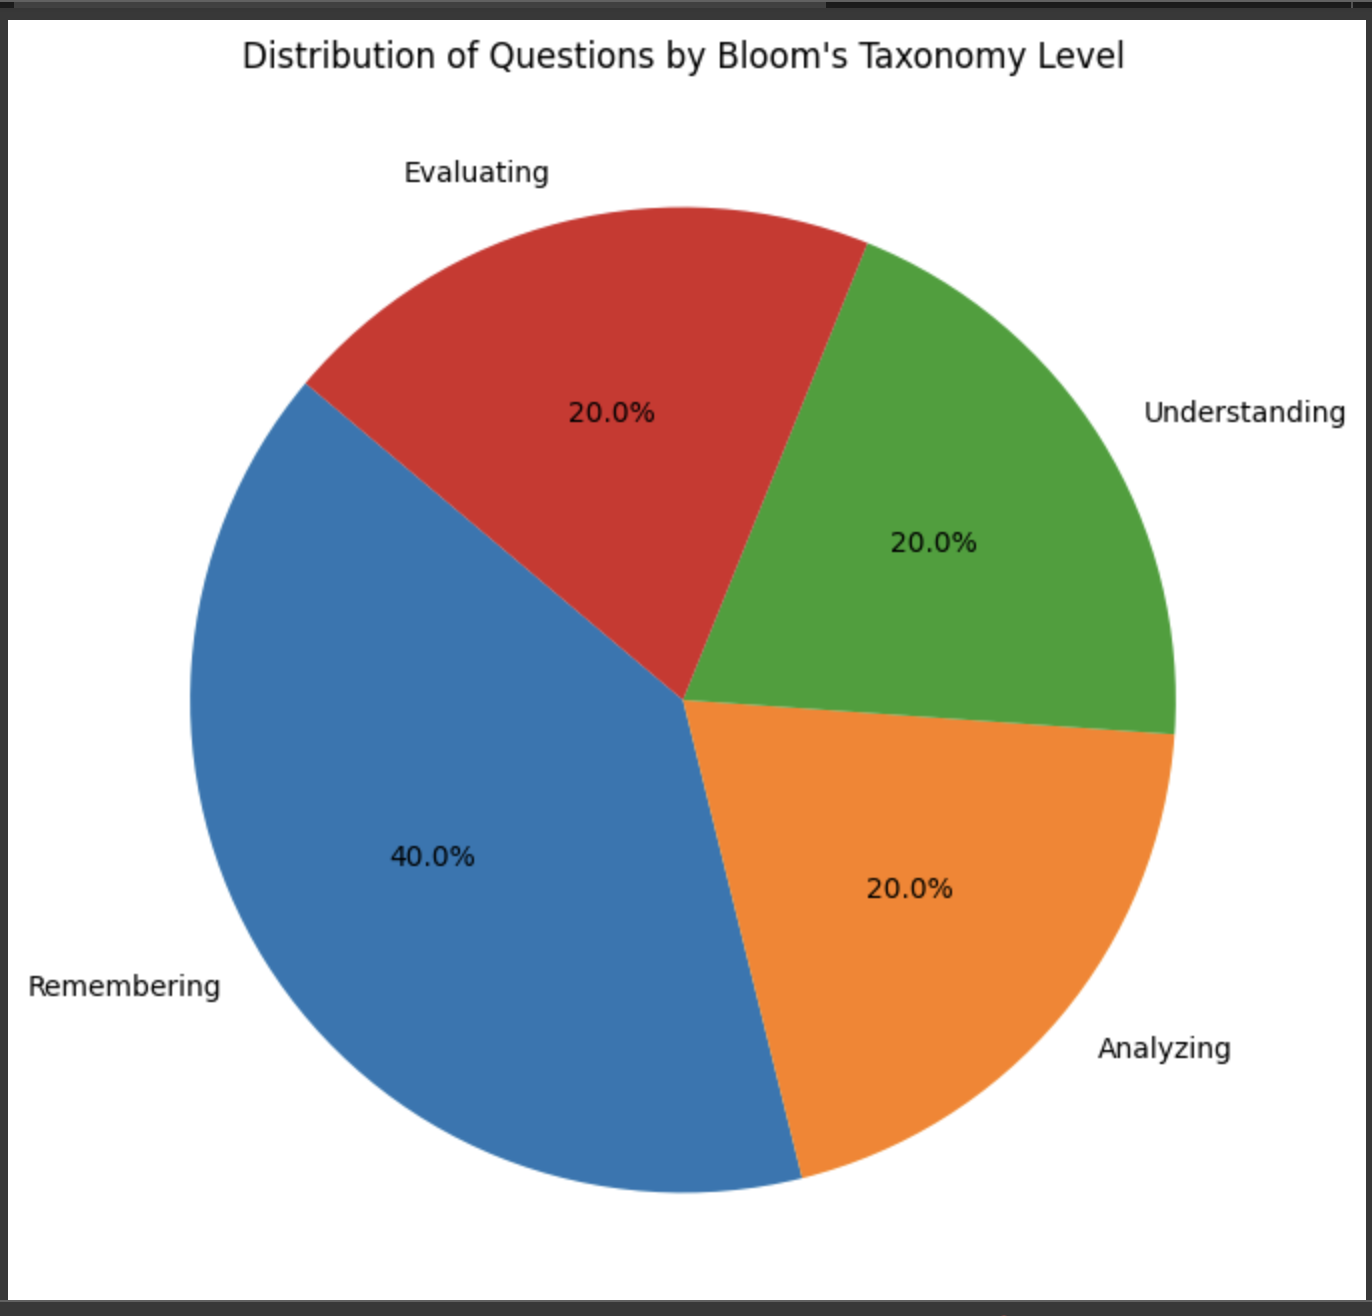 Distribution of Questions by Bloom's Taxonomy Level
Evaluating
20.0%
Understanding
20.0%
40.0%
20.0%
Remembering
Analyzing